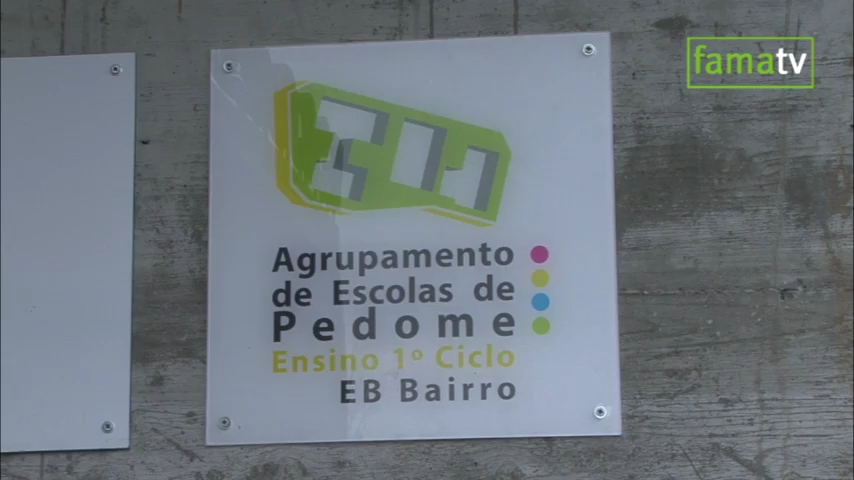 famatv
Agrupamento
de Escolas de
Pedome
Ensino 1º Ciclo
EB Bairro